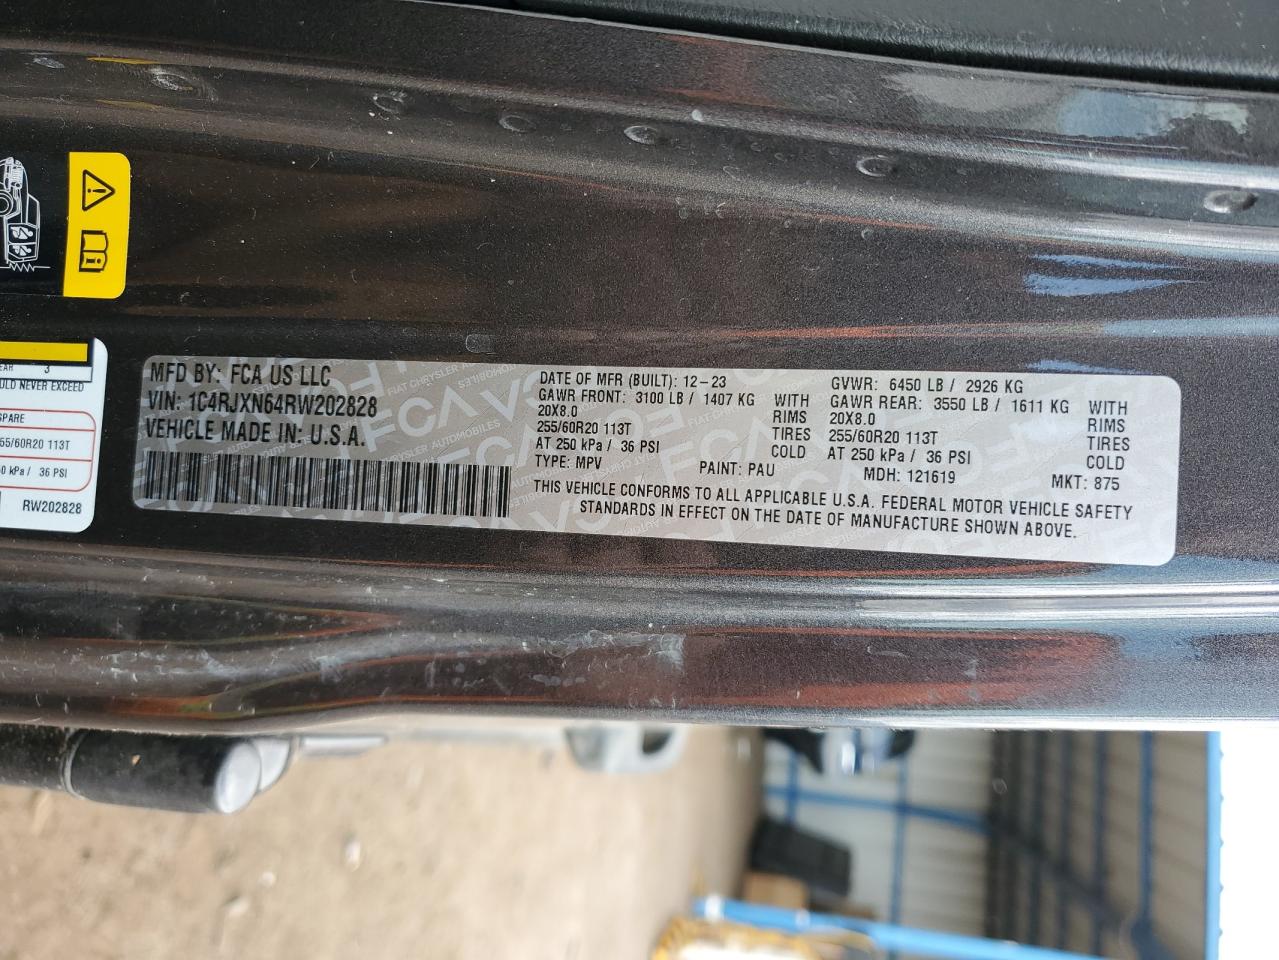 MFD BY: FCA US LLC
VIN: 1C4RJXN64RW202828
VEHICLE MADE IN: U.S.A.
DATE OF MFR (BUILT): 12-23
GAWR FRONT: 3100 LB / 1407 KG WITH
20X8.0 RIMS
255/60R20 113T TIRES
AT 250 kPa / 36 PSI COLD
TYPE: MPV PAINT: PAU
GVWR: 6450 LB / 2926 KG
GAWR REAR: 3550 LB / 1611 KG WITH
20X8.0 RIMS
255/60R20 113T TIRES
AT 250 kPa / 36 PSI COLD
MDH: 121619 MKT: 875
THIS VEHICLE CONFORMS TO ALL APPLICABLE U.S.A. FEDERAL MOTOR VEHICLE SAFETY
STANDARDS IN EFFECT ON THE DATE OF MANUFACTURE SHOWN ABOVE.
3
NEVER EXCEED
SPARE
255/60R20 113T
kPa / 36 PSI
RW202828